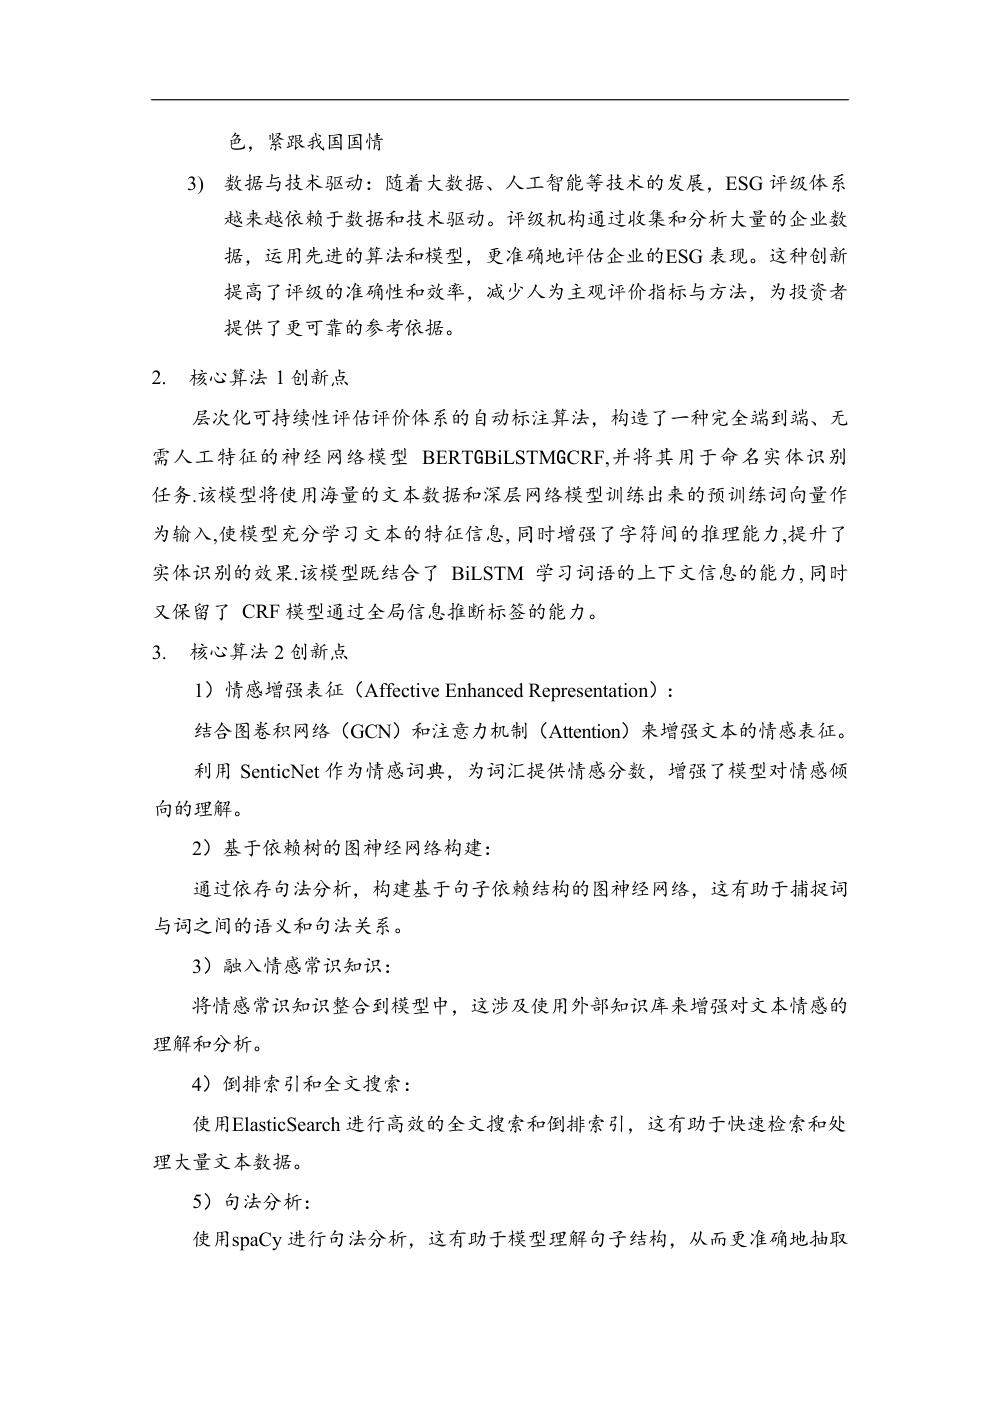 色，紧跟我国国情
3) 数据与技术驱动：随着大数据、人工智能等技术的发展，ESG 评级体系
越来越依赖于数据和技术驱动。评级机构通过收集和分析大量的企业数
据，运用先进的算法和模型，更准确地评估企业的ESG 表现。这种创新
提高了评级的准确性和效率，减少人为主观评价指标与方法，为投资者
提供了更可靠的参考依据。
2. 核心算法 1 创新点
层次化可持续性评估评价体系的自动标注算法，构造了一种完全端到端、无
需人工特征的神经网络模型 BERTGBiLSTMGCRF,并将其用于命名实体识别
任务.该模型将使用海量的文本数据和深层网络模型训练出来的预训练词向量作
为输入,使模型充分学习文本的特征信息, 同时增强了字符间的推理能力,提升了
实体识别的效果.该模型既结合了 BiLSTM 学习词语的上下文信息的能力, 同时
又保留了 CRF 模型通过全局信息推断标签的能力。
3. 核心算法 2 创新点
1）情感增强表征（Affective Enhanced Representation）:
结合图卷积网络（GCN）和注意力机制（Attention）来增强文本的情感表征。
利用 SenticNet 作为情感词典，为词汇提供情感分数，增强了模型对情感倾
向的理解。
2）基于依赖树的图神经网络构建：
通过依存句法分析，构建基于句子依赖结构的图神经网络，这有助于捕捉词
与词之间的语义和句法关系。
3）融入情感常识知识：
将情感常识知识整合到模型中，这涉及使用外部知识库来增强对文本情感的
理解和分析。
4）倒排索引和全文搜索：
使用ElasticSearch 进行高效的全文搜索和倒排索引，这有助于快速检索和处
理大量文本数据。
5）句法分析：
使用spaCy 进行句法分析，这有助于模型理解句子结构，从而更准确地抽取